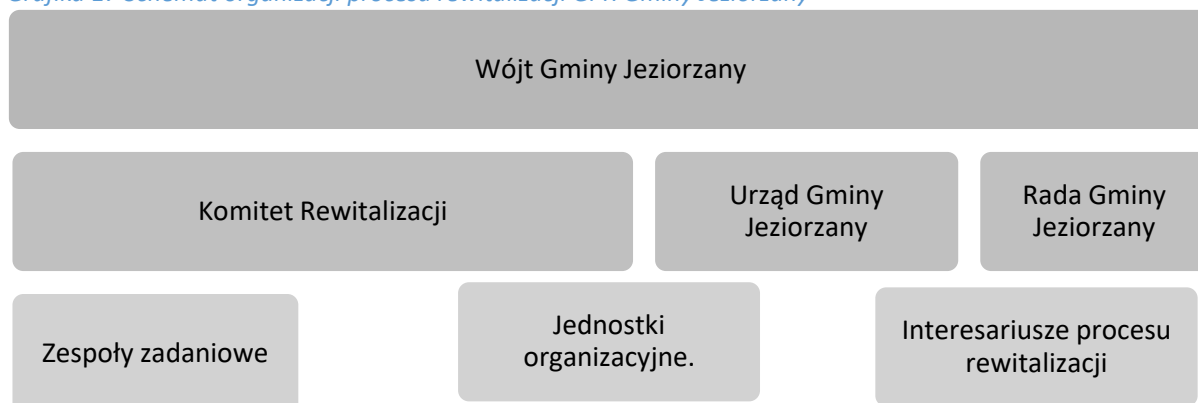 Wójt Gminy Jeziorzany
Komitet Rewitalizacji
Urząd Gminy
Jeziorzany
Rada Gminy
Jeziorzany
Zespoły zadaniowe
Jednostki
organizacyjne.
Interesariusze procesu
rewitalizacji